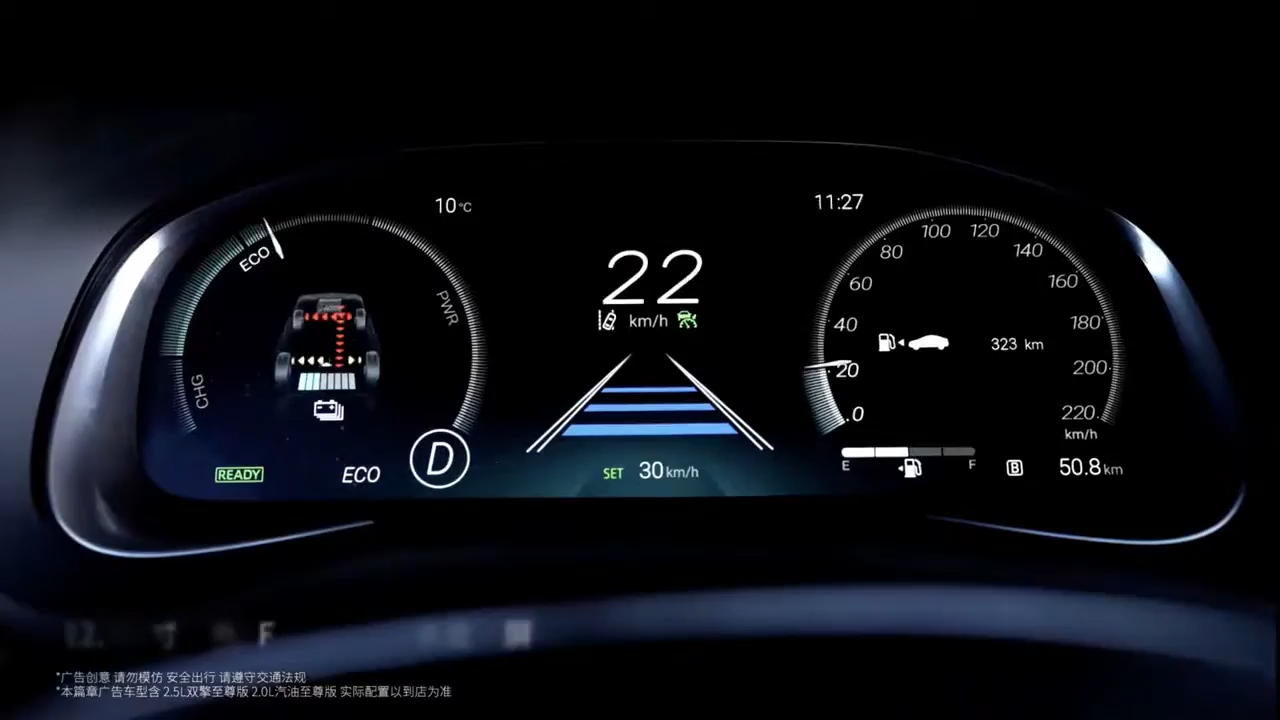 10°C
11:27
ECO
PWR
CHG
22
km/h
0
20
40
60
80
100
120
140
160
180
200
220
km/h
323 km
E
F
B
50.8 km
READY
ECO
D
SET 30 km/h
*广告创意 请勿模仿 安全出行 请遵守交通法规
*本篇章广告车型含 2.5L双擎至尊版 2.0L汽油至尊版 实际配置以到店为准